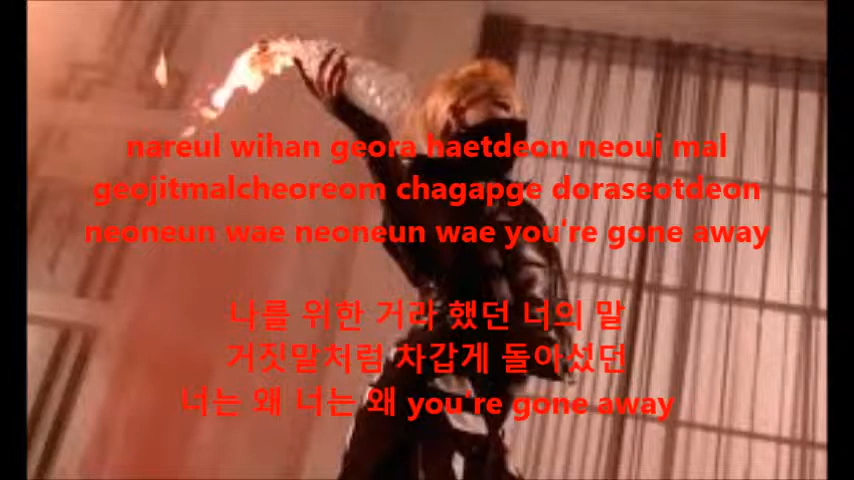 nareul wihan geora haetdeon neoui mal
geojitmalcheoreom chagapge doraseotdeon
neoneun wae neoneun wae you're gone away
나를 위한 거라 했던 너의 말
거짓말처럼 차갑게 돌아섰던
너는 왜 너는 왜 you're gone away